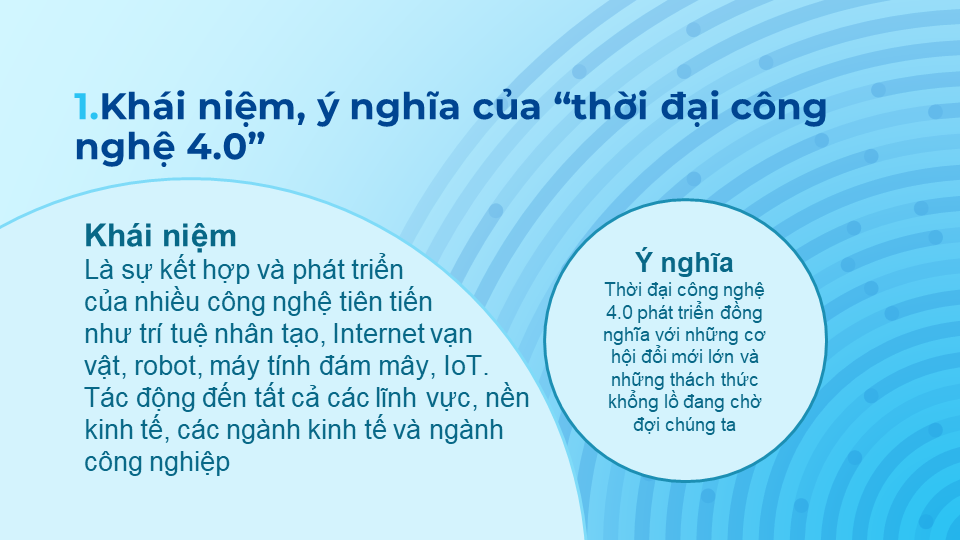 1.Khái niệm, ý nghĩa của “thời đại công
nghệ 4.0”
Khái niệm
Là sự kết hợp và phát triển
của nhiều công nghệ tiên tiến
như trí tuệ nhân tạo, Internet vạn
vật, robot, máy tính đám mây, IoT.
Tác động đến tất cả các lĩnh vực, nền
kinh tế, các ngành kinh tế và ngành
công nghiệp
Ý nghĩa
Thời đại công nghệ
4.0 phát triển đồng
nghĩa với những cơ
hội đổi mới lớn và
những thách thức
khổng lồ đang chờ
đợi chúng ta